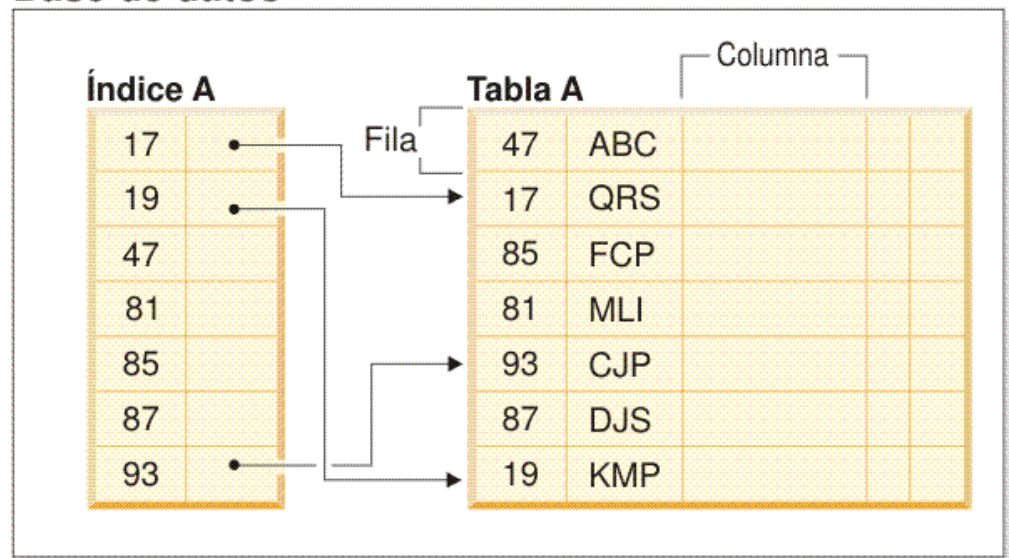 Columna
Índice A
Tabla A
Fila
17
19
47
81
85
87
93
47 ABC
17 QRS
85 FCP
81 MLI
93 CJP
87 DJS
19 KMP